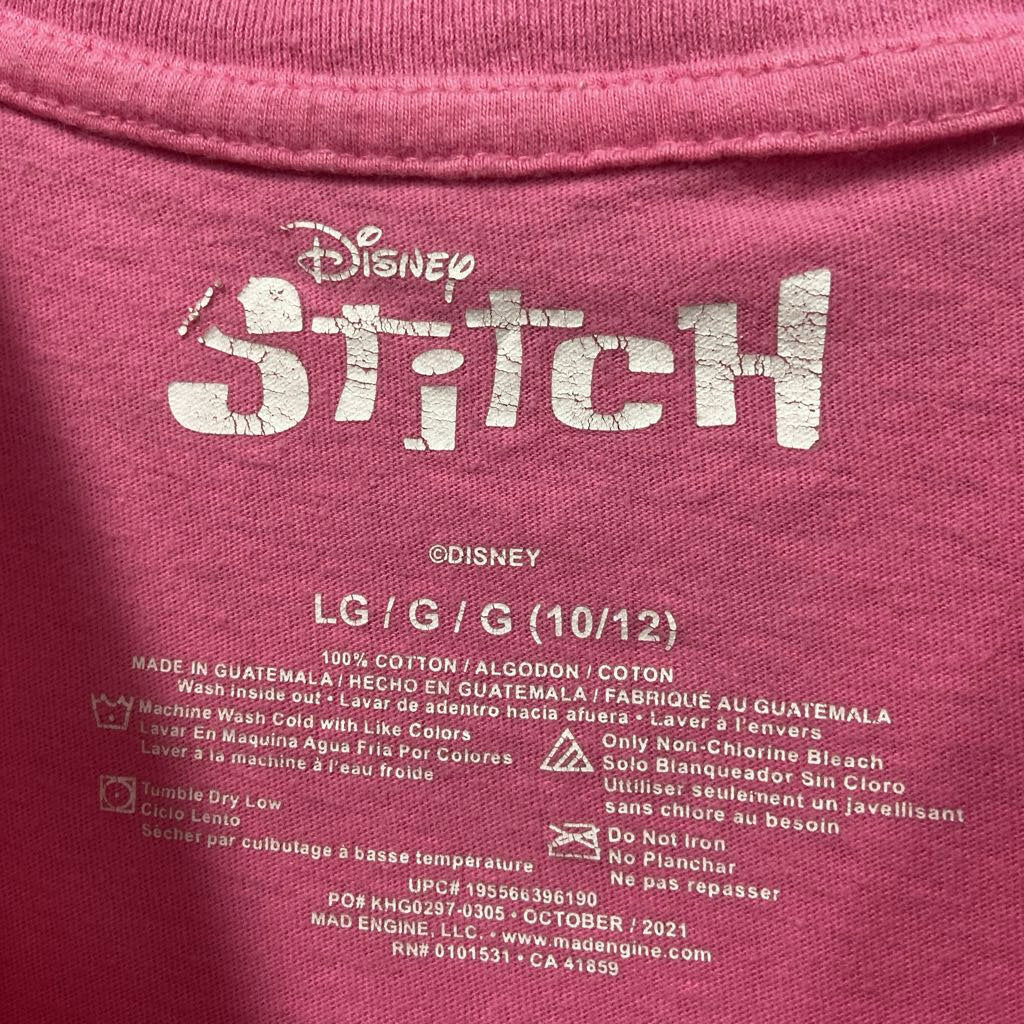 Disney
Stitch
©DISNEY
LG / G / G (10/12)
100% COTTON / ALGODON / COTON
MADE IN GUATEMALA / HECHO EN GUATEMALA / FABRIQUÉ AU GUATEMALA
Wash inside out • Lavar de adentro hacia afuera • Laver à l'envers
Machine Wash Cold with Like Colors
Lavar En Maquina Agua Fria Por Colores
Laver à la machine à l'eau froide
Only Non-Chlorine Bleach
Solo Blanqueador Sin Cloro
Utiliser seulement un javellisant
sans chlore au besoin
Tumble Dry Low
Ciclo Lento
Sécher par culbutage à basse température
Do Not Iron
No Planchar
Ne pas repasser
UPC# 195566396190
PO# KHG0297-0305 • OCTOBER / 2021
MAD ENGINE, LLC. • www.madengine.com
RN# 0101531 • CA 41859